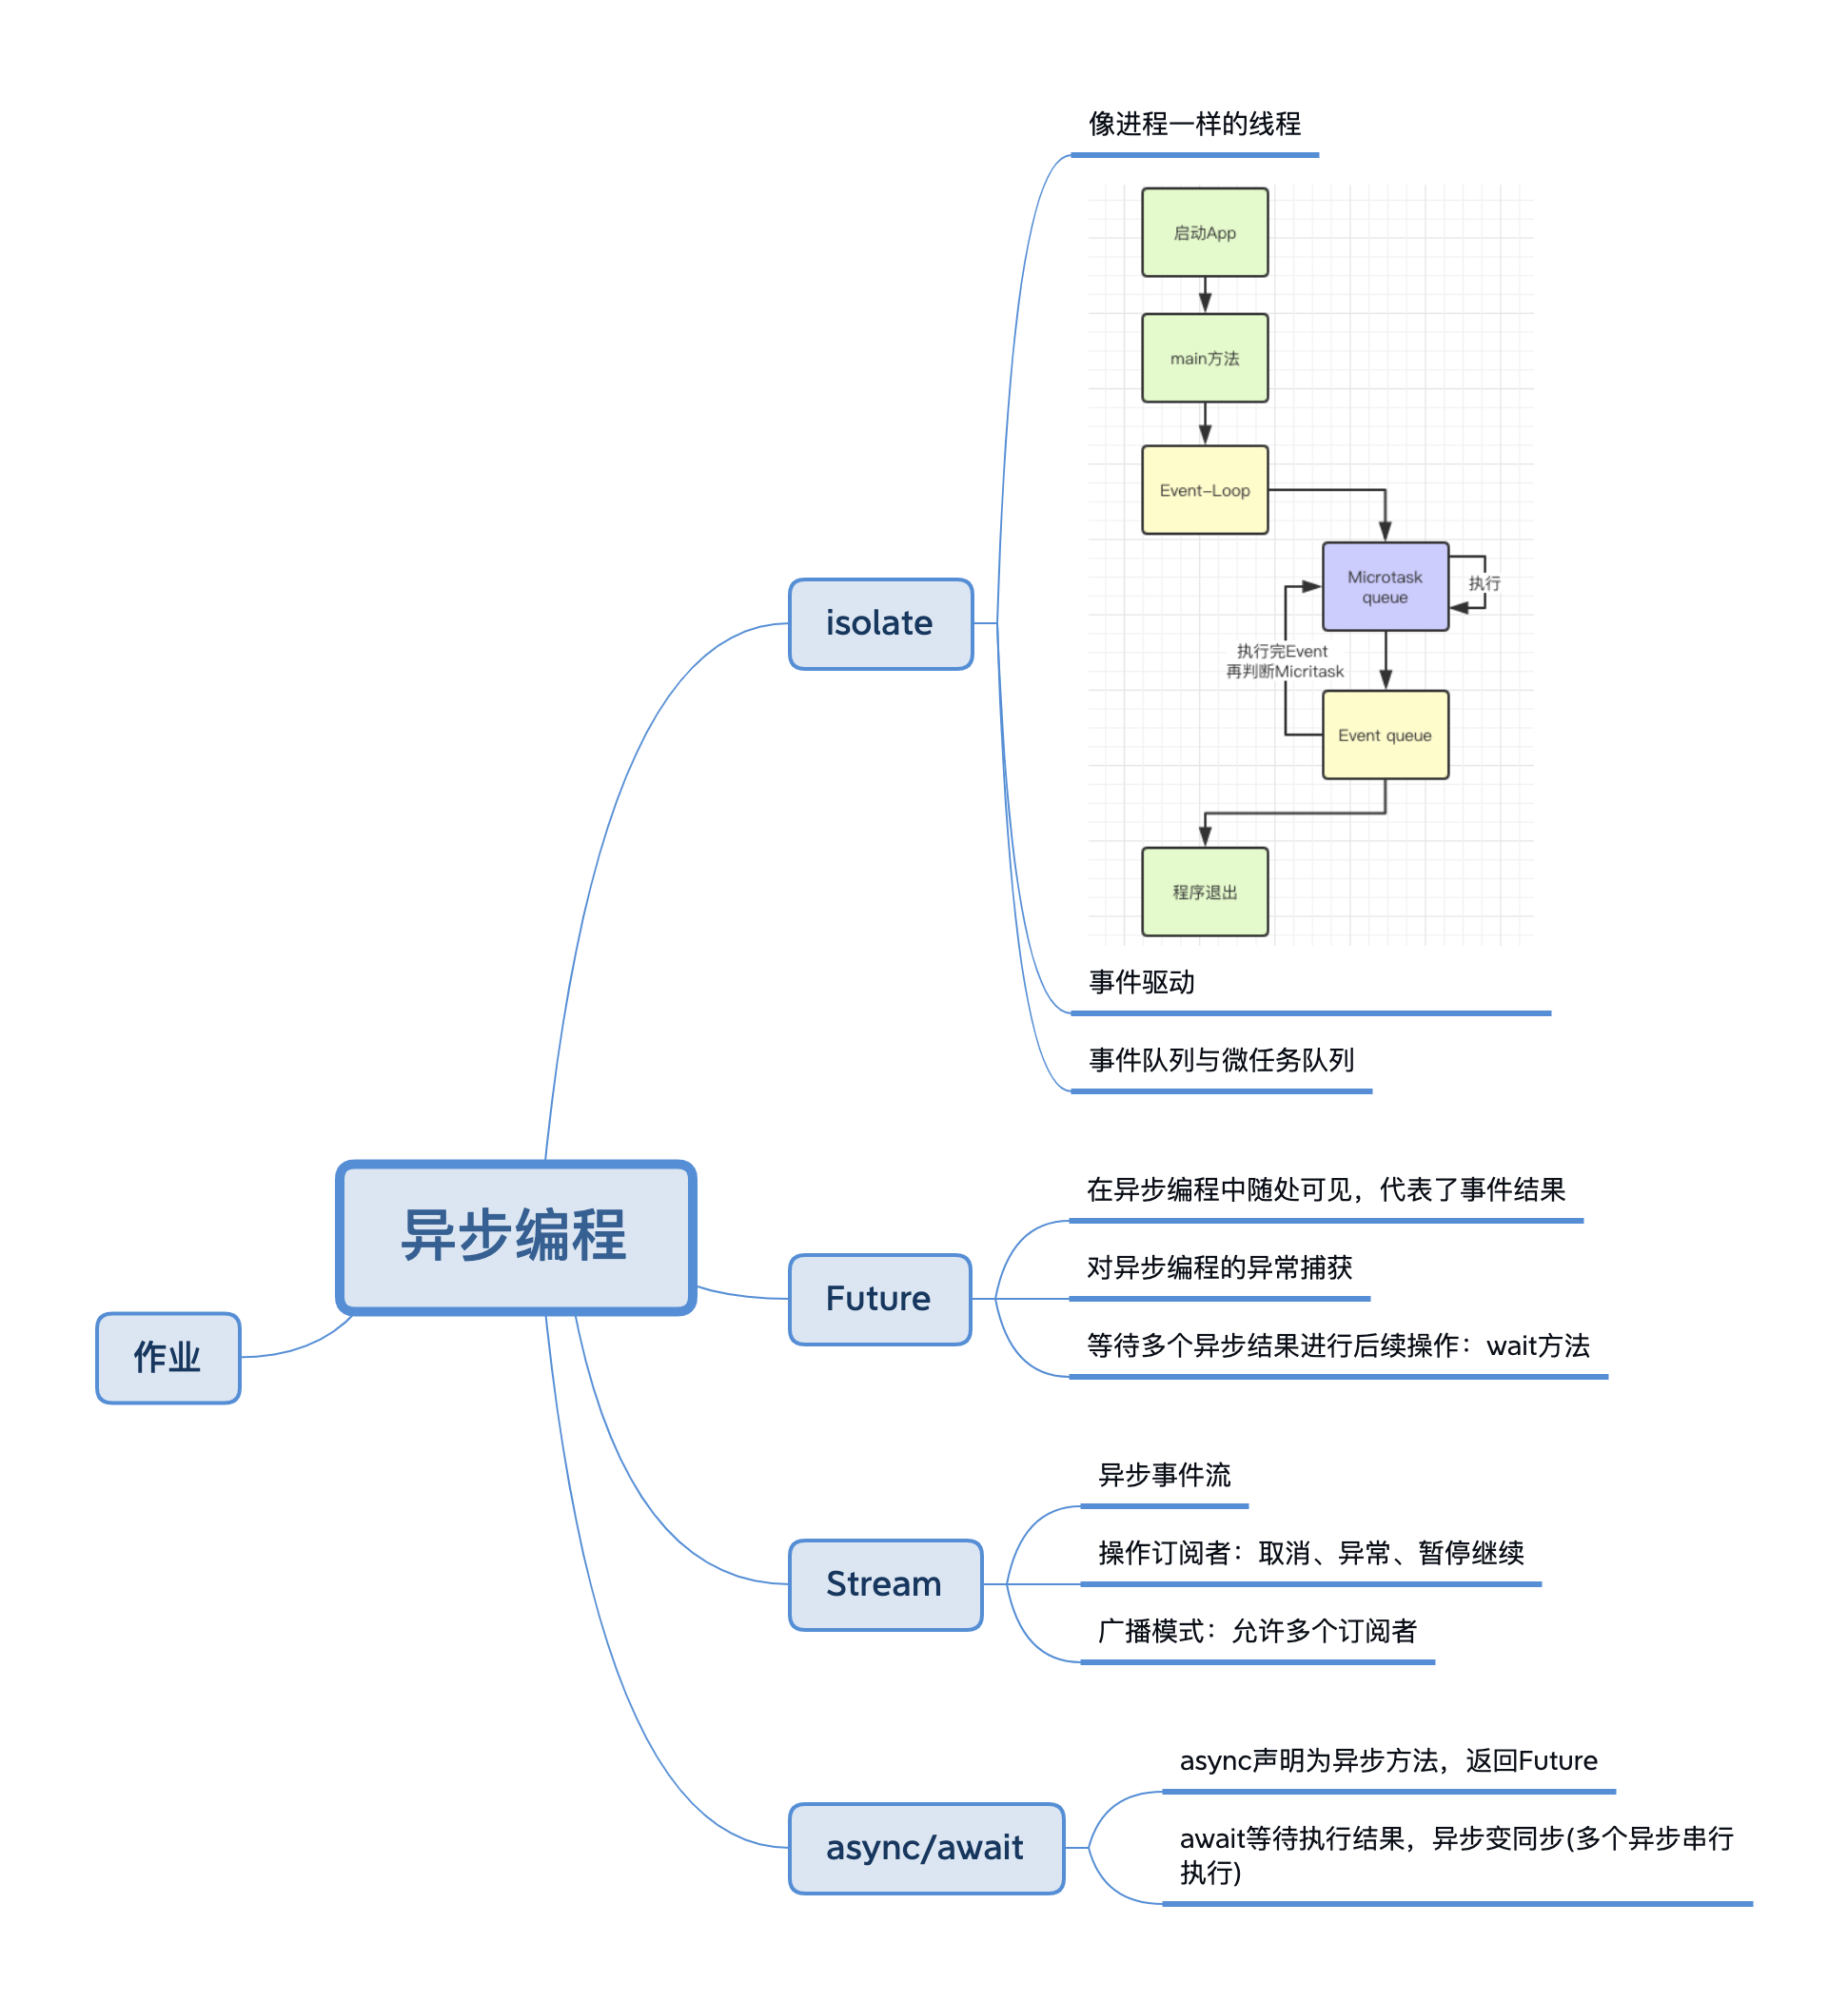 像进程一样的线程
启动App
main方法
Event-Loop
Microtask
queue
执行
执行完Event
再判断Micritask
Event queue
程序退出
isolate
事件驱动
事件队列与微任务队列
异步编程
作业
Future
在异步编程中随处可见，代表了事件结果
对异步编程的异常捕获
等待多个异步结果进行后续操作：wait方法
Stream
异步事件流
操作订阅者：取消、异常、暂停继续
广播模式：允许多个订阅者
async/await
async声明为异步方法，返回Future
await等待执行结果，异步变同步(多个异步串行
执行)